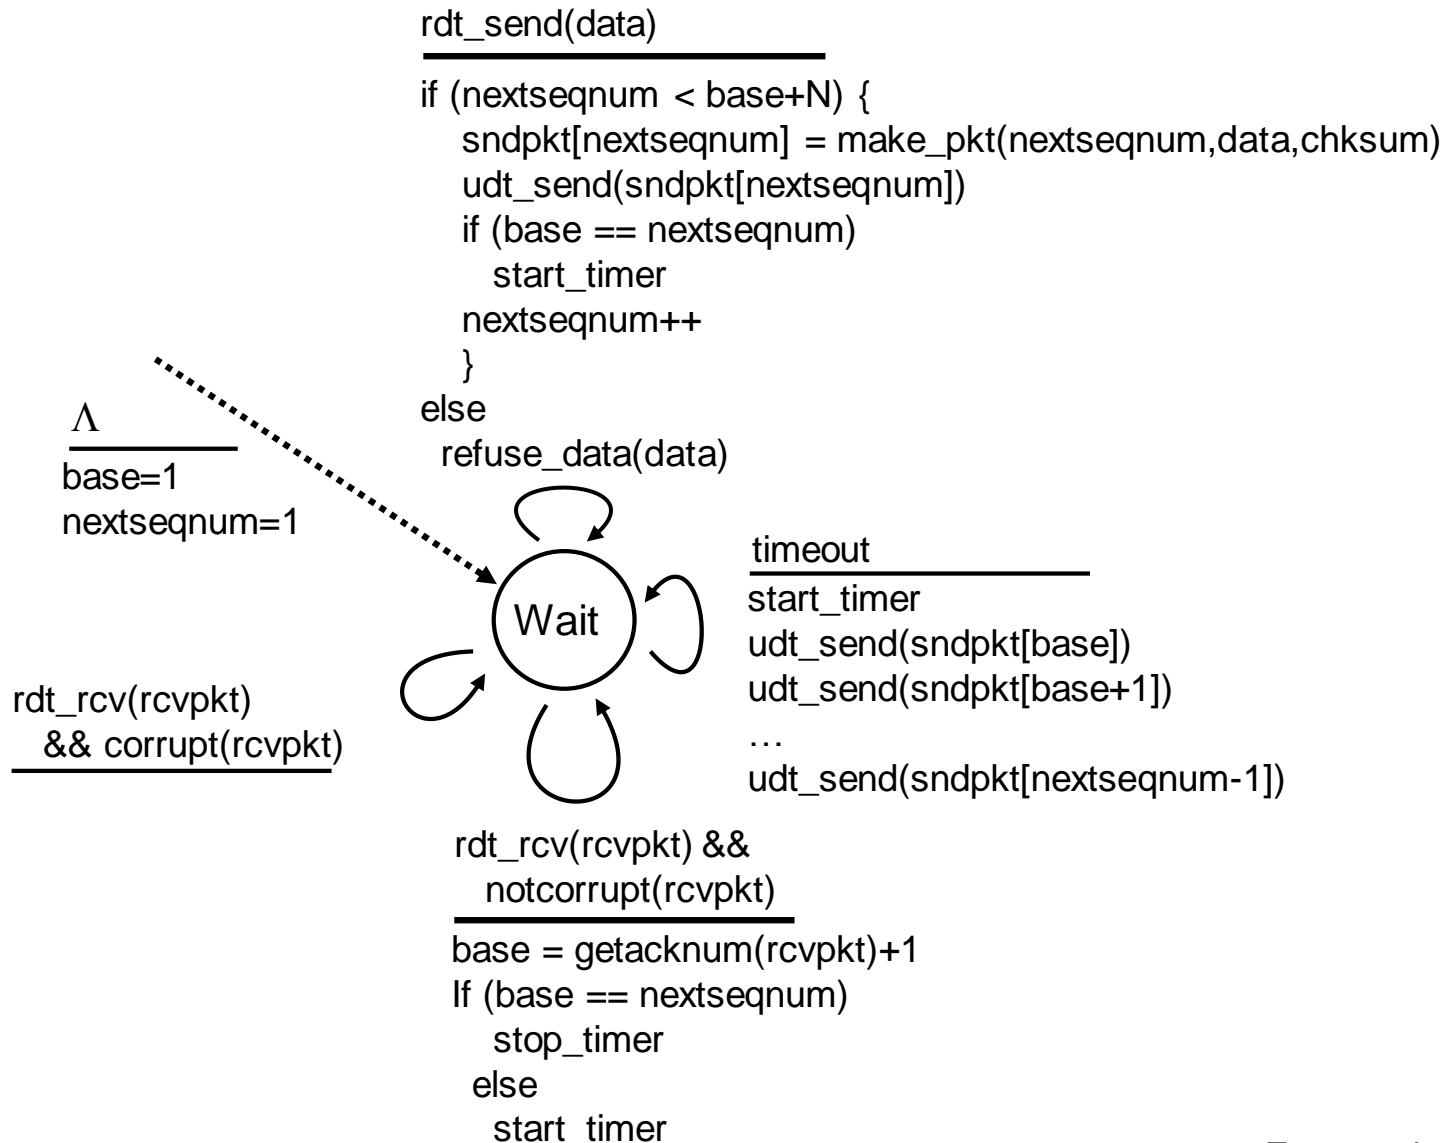 rdt_send(data)
if (nextseqnum < base+N) {
sndpkt[nextseqnum] = make_pkt(nextseqnum,data,chksum)
udt_send(sndpkt[nextseqnum])
if (base == nextseqnum)
start_timer
nextseqnum++
}
else
refuse_data(data)
Λ
base=1
nextseqnum=1
Wait
timeout
start_timer
udt_send(sndpkt[base])
udt_send(sndpkt[base+1])
…
udt_send(sndpkt[nextseqnum-1])
rdt_rcv(rcvpkt)
&& corrupt(rcvpkt)
rdt_rcv(rcvpkt) &&
notcorrupt(rcvpkt)
base = getacknum(rcvpkt)+1
If (base == nextseqnum)
stop_timer
else
start_timer